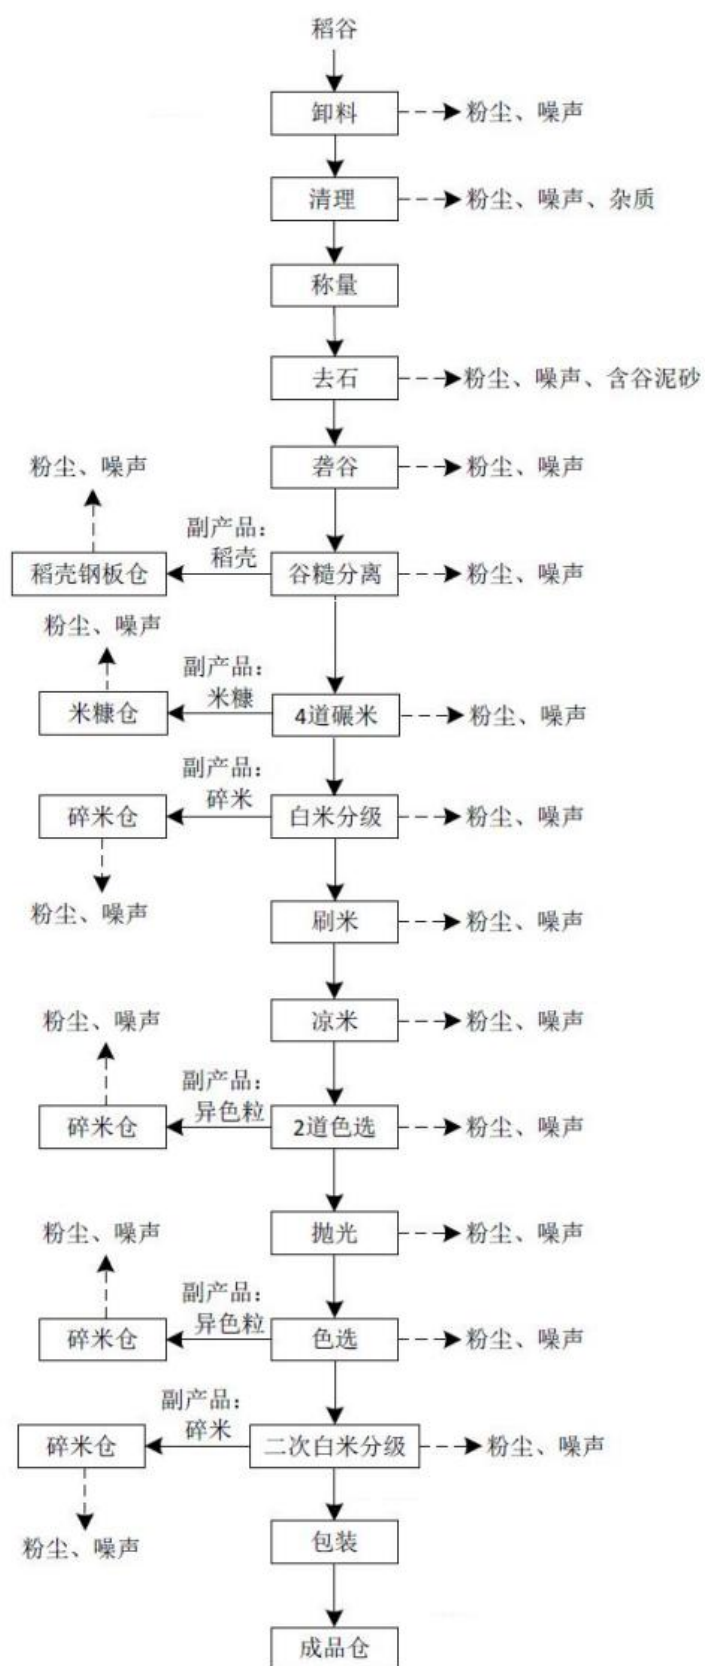 稻谷
卸料
粉尘、噪声
清理
粉尘、噪声、杂质
称量
去石
粉尘、噪声、含谷泥砂
砻谷
粉尘、噪声
粉尘、噪声
副产品：
稻壳
稻壳钢板仓
谷糙分离
粉尘、噪声
粉尘、噪声
副产品：
米糠
米糠仓
4道碾米
粉尘、噪声
副产品：
碎米
碎米仓
白米分级
粉尘、噪声
粉尘、噪声
刷米
粉尘、噪声
凉米
粉尘、噪声
粉尘、噪声
副产品：
异色粒
碎米仓
2道色选
粉尘、噪声
抛光
粉尘、噪声
粉尘、噪声
副产品：
异色粒
碎米仓
色选
粉尘、噪声
副产品：
碎米
碎米仓
二次白米分级
粉尘、噪声
粉尘、噪声
包装
成品仓